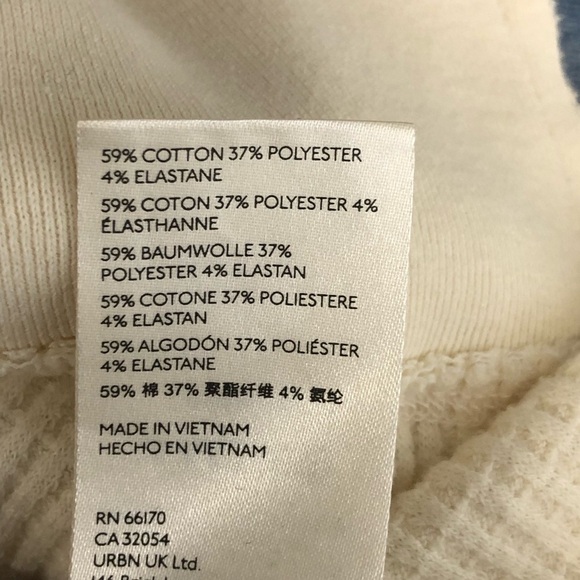 59% COTTON 37% POLYESTER
4% ELASTANE
59% COTON 37% POLYESTER 4%
ÉLASTHANNE
59% BAUMWOLLE 37%
POLYESTER 4% ELASTAN
59% COTONE 37% POLIESTERE
4% ELASTAN
59% ALGODÓN 37% POLIÉSTER
4% ELASTANE
59% 棉 37% 聚酯纤维 4% 氨纶
MADE IN VIETNAM
HECHO EN VIETNAM
RN 66170
CA 32054
URBN UK Ltd.